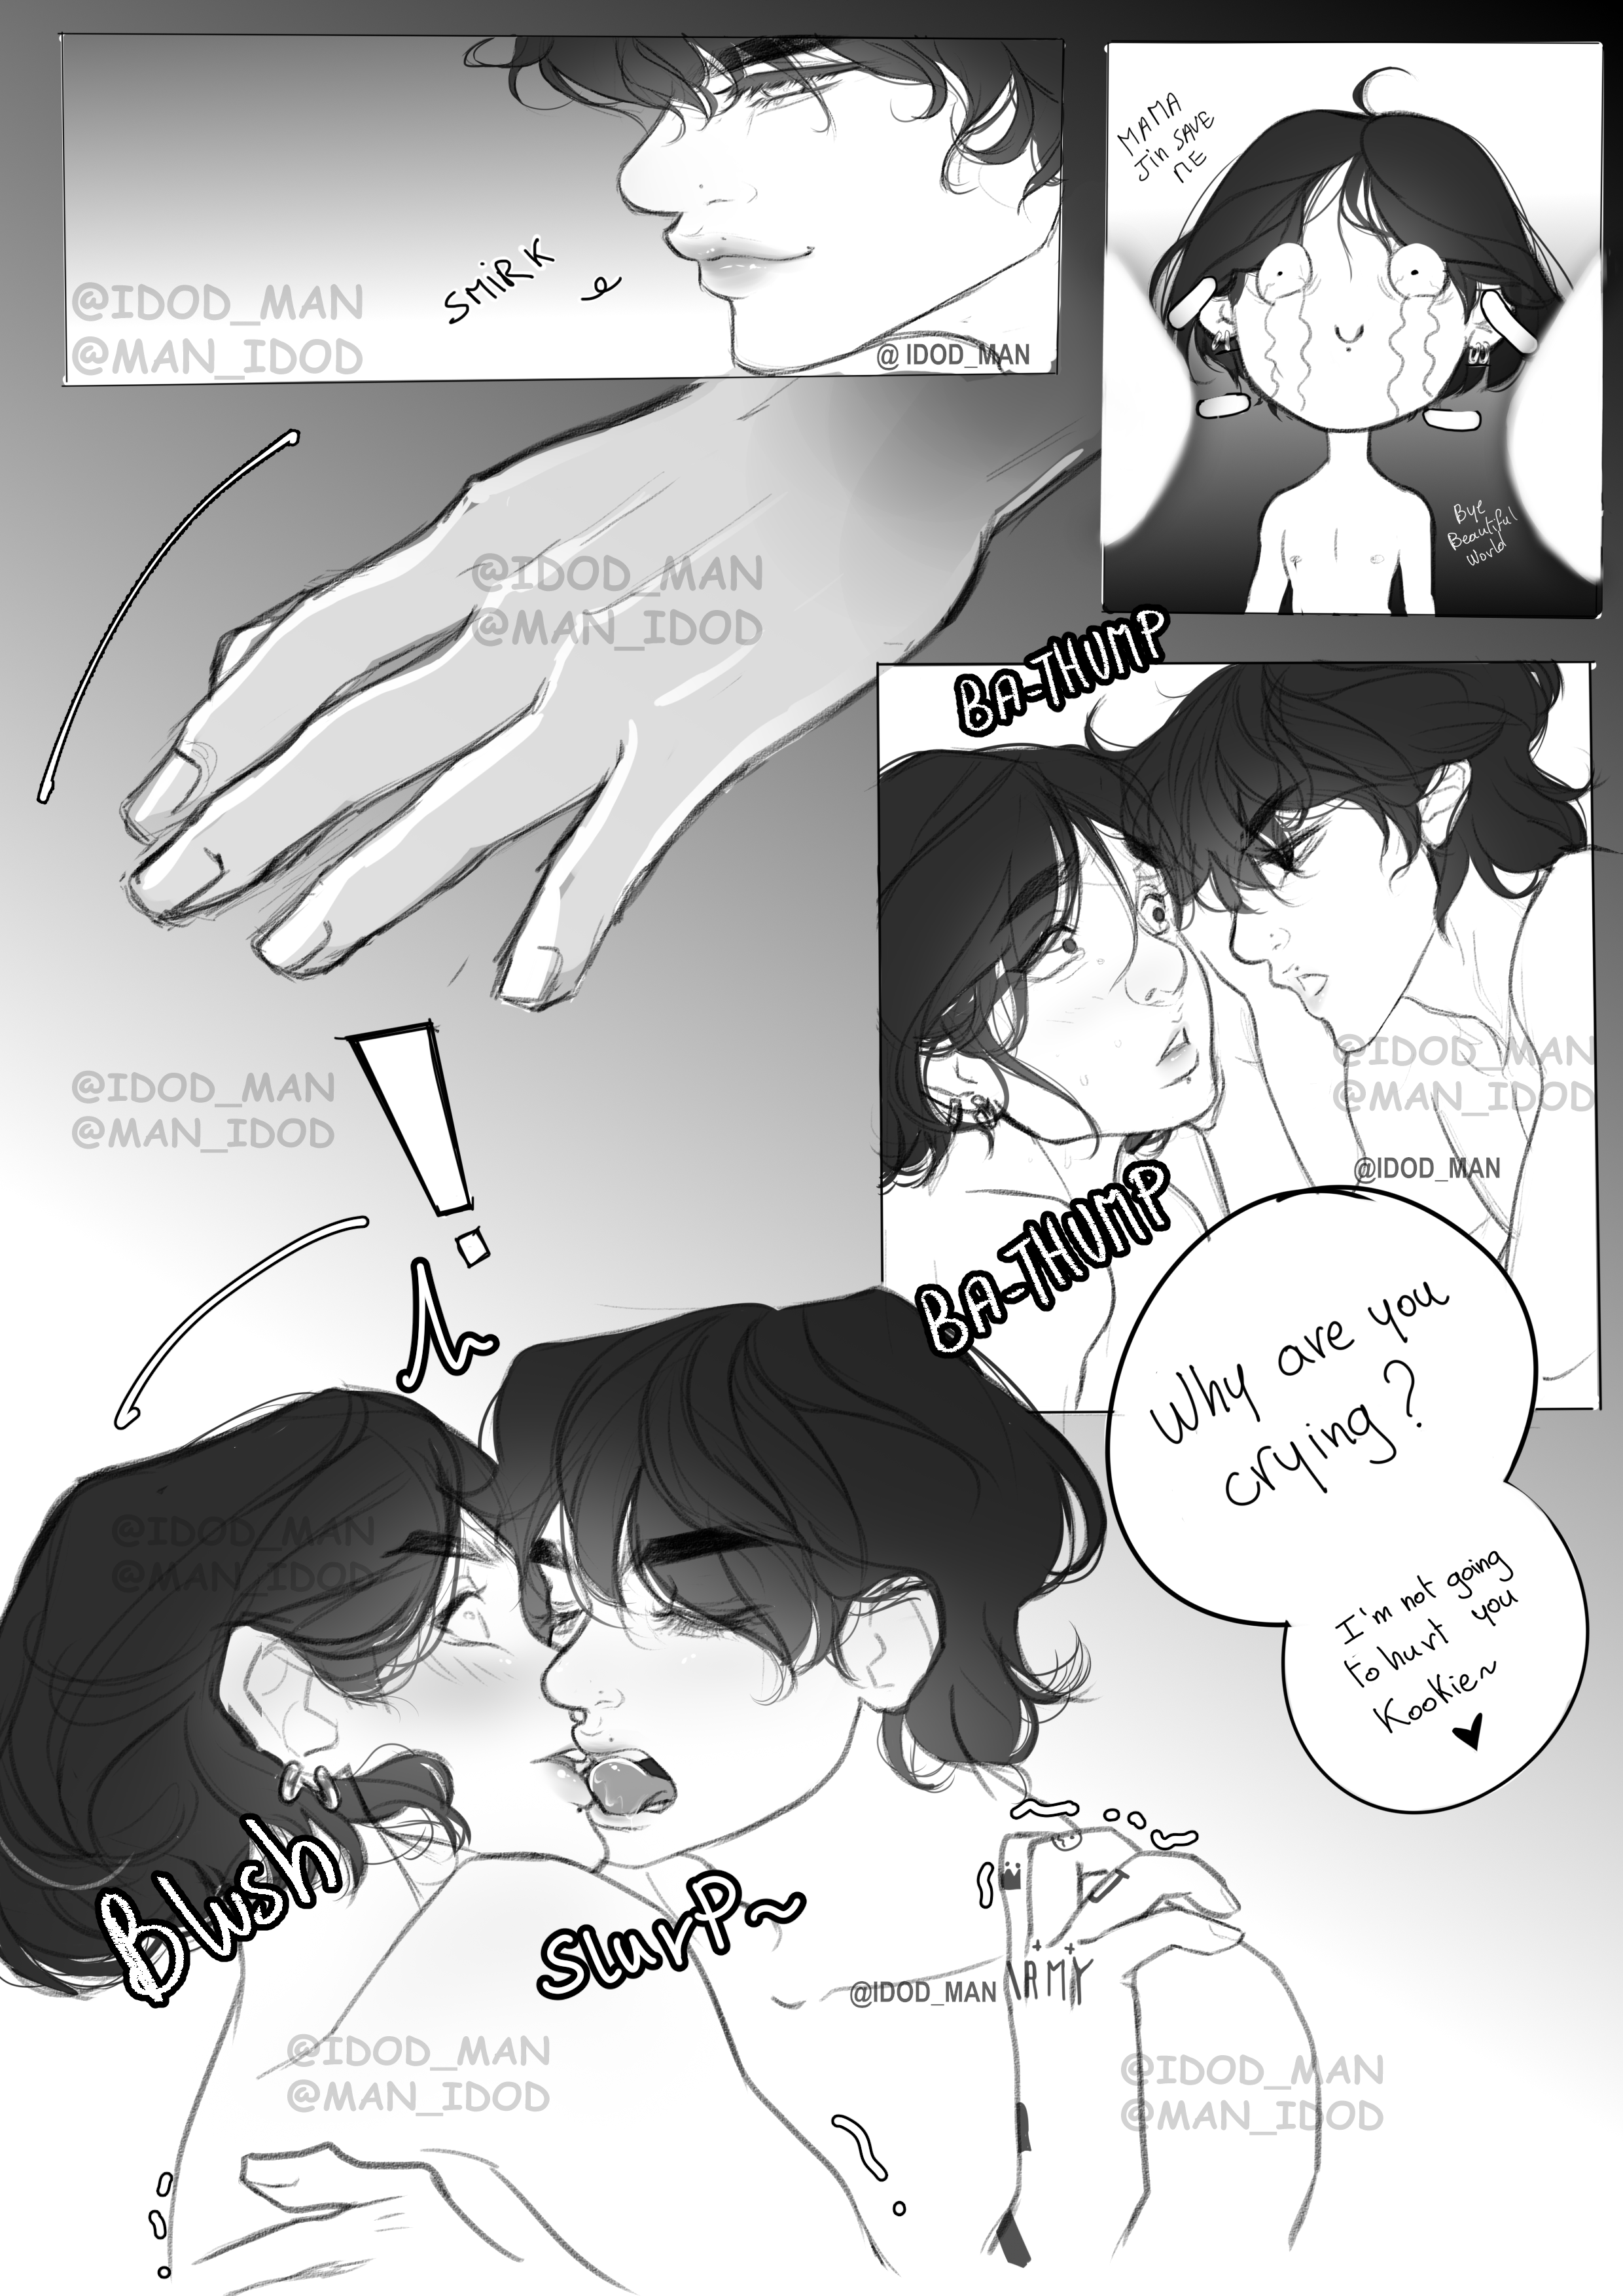 SMIRK
@IDOD_MAN
@MAN_IDOD
@ IDOD_MAN
MAMA
Jin SAVE
ME
Bye
Beautiful
World
@IDOD_MAN
@MAN_IDOD
BA-THUMP
@IDOD_MAN
@MAN_IDOD
@IDOD_MAN
@IDOD_MAN
@MAN_IDOD
!
BA-THUMP
Why are you
crying?
I'm not going
to hurt you
Kookie~
♥
@IDOD_MAN
@MAN_IDOD
Blush
Slurp~
@IDOD_MAN
ARMY
@IDOD_MAN
@MAN_IDOD
@IDOD_MAN
@MAN_IDOD